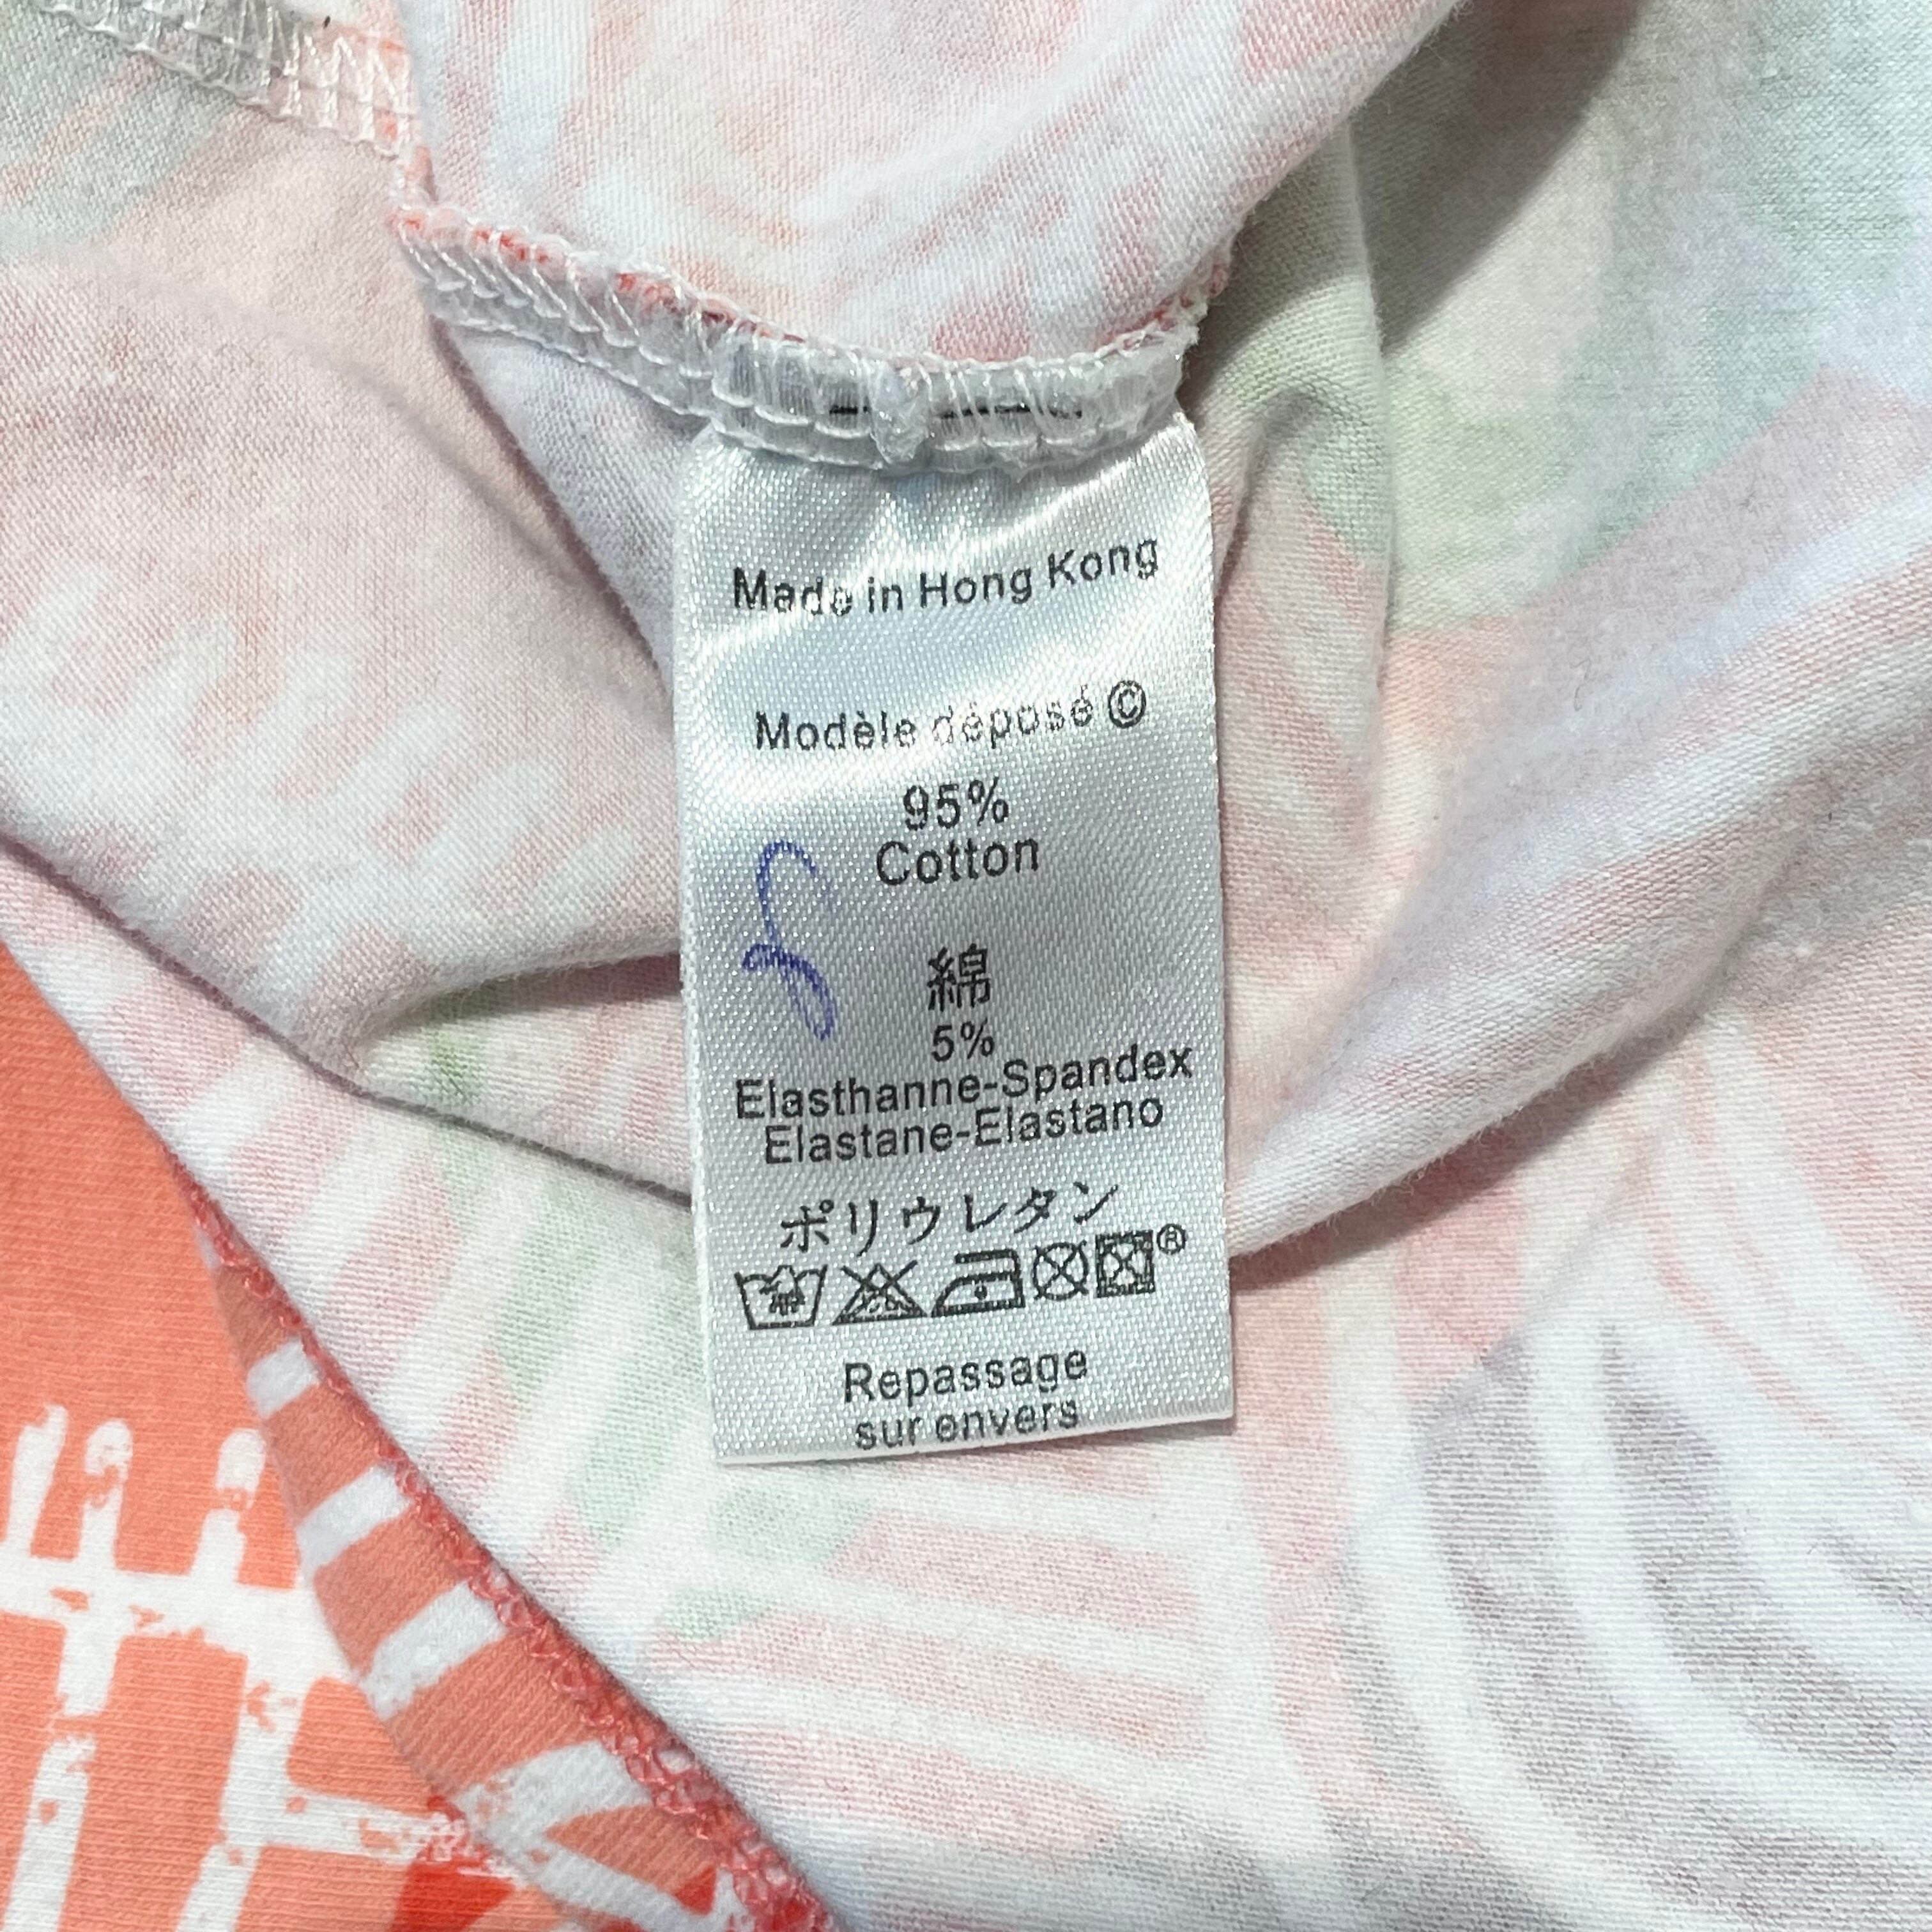 Made in Hong Kong
Modèle déposé ©
95%
Cotton
綿
5%
Elasthanne-Spandex
Elastane-Elastano
ポリウレタン
®
Repassage
sur envers